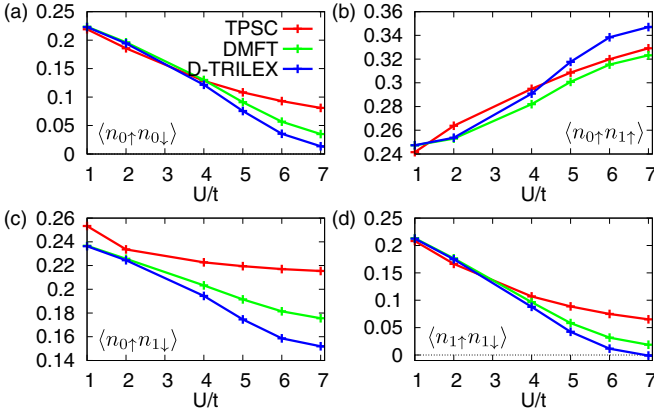 (a)
0.25
0.2
0.15
0.1
0.05
0
TPSC
DMFT
D-TRILEX
⟨n0↑n0↓⟩
1 2 3 4 5 6 7
U/t
(b)
0.36
0.34
0.32
0.3
0.28
0.26
0.24
⟨n0↑n1↑⟩
1 2 3 4 5 6 7
U/t
(c)
0.26
0.24
0.22
0.2
0.18
0.16
0.14
⟨n0↑n1↓⟩
1 2 3 4 5 6 7
U/t
(d)
0.25
0.2
0.15
0.1
0.05
0
⟨n1↑n1↓⟩
1 2 3 4 5 6 7
U/t